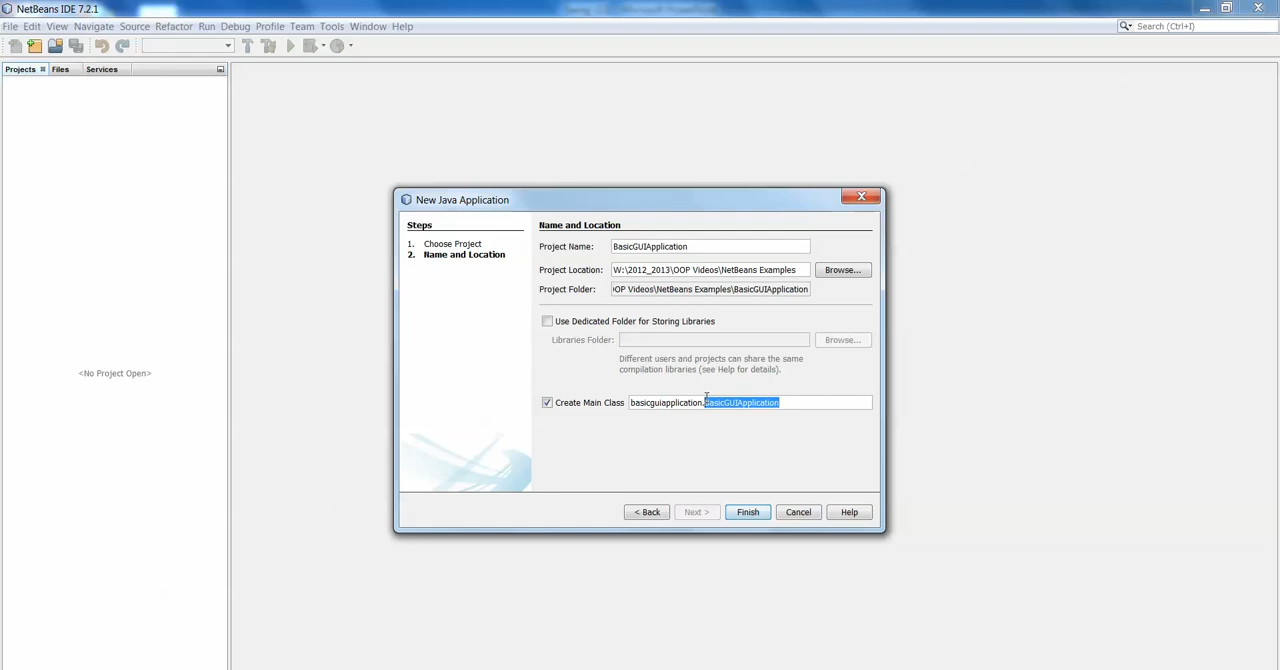 NetBeans IDE 7.2.1
File Edit View Navigate Source Refactor Run Debug Profile Team Tools Window Help
Search (Ctrl+I)
Projects Files Services
<No Project Open>
New Java Application
Steps
1. Choose Project
2. Name and Location
Name and Location
Project Name: BasicGUIApplication
Project Location: W:\2012_2013\OOP Videos\NetBeans Examples Browse...
Project Folder: OP Videos\NetBeans Examples\BasicGUIApplication
Use Dedicated Folder for Storing Libraries
Libraries Folder: Browse...
Different users and projects can share the same
compilation libraries (see Help for details).
Create Main Class basicguiapplication.BasicGUIApplication
< Back Next > Finish Cancel Help